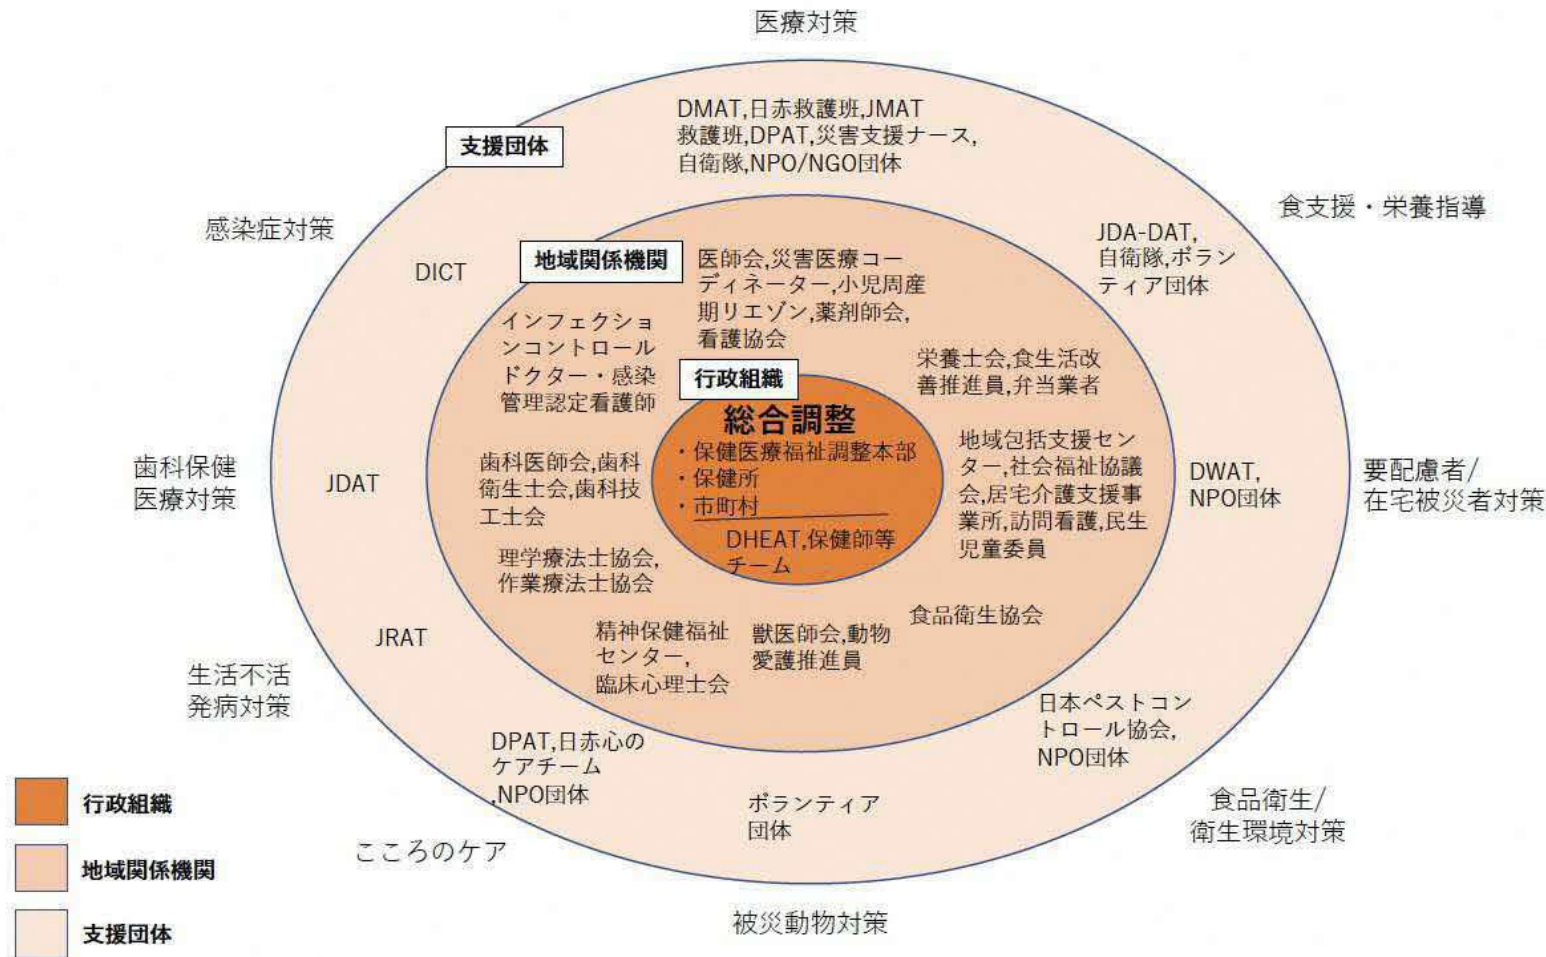 医療対策
DMAT,日赤救護班,JMAT
救護班,DPAT,災害支援ナース,
自衛隊,NPO/NGO団体
支援団体
感染症対策
食支援・栄養指導
JDA-DAT,
自衛隊,ボラン
ティア団体
DICT
地域関係機関
医師会,災害医療コー
ディネーター,小児周産
期リエゾン,薬剤師会,
看護協会
インフェクショ
ンコントロール
ドクター・感染
管理認定看護師
栄養士会,食生活改
善推進員,弁当業者
行政組織
総合調整
・保健医療福祉調整本部
・保健所
・市町村
DHEAT,保健師等
チーム
歯科保健
医療対策
JDAT
歯科医師会,歯科
衛生士会,歯科技
工士会
地域包括支援セン
ター,社会福祉協議
会,居宅介護支援事
業所,訪問看護,民生
児童委員
DWAT,
NPO団体
要配慮者/
在宅被災者対策
理学療法士協会,
作業療法士協会
食品衛生協会
JRAT
精神保健福祉
センター,
臨床心理士会
獣医師会,動物
愛護推進員
生活不活
発病対策
日本ペストコン
トロール協会,
NPO団体
DPAT,日赤心の
ケアチーム
,NPO団体
ボランティア
団体
食品衛生/
衛生環境対策
こころのケア
被災動物対策
行政組織
地域関係機関
支援団体